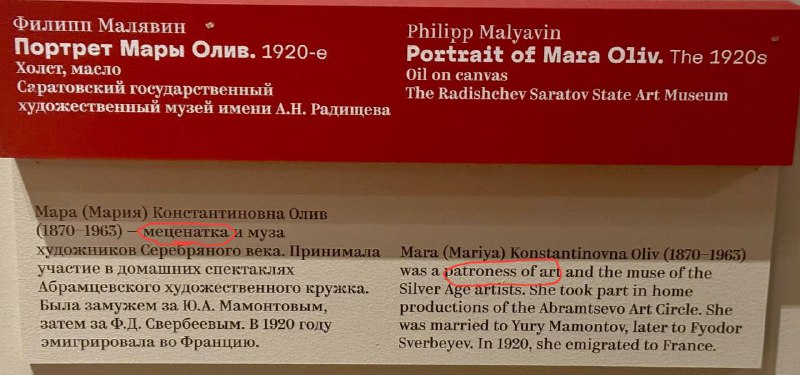 Филипп Малявин
Портрет Мары Олив. 1920-е
Холст, масло
Саратовский государственный
художественный музей имени А.Н. Радищева
Philipp Malyavin
Portrait of Mara Oliv. The 1920s
Oil on canvas
The Radishchev Saratov State Art Museum
Мара (Мария) Константиновна Олив
(1870–1963) – меценатка и муза
художников Серебряного века. Принимала
участие в домашних спектаклях
Абрамцевского художественного кружка.
Была замужем за Ю.А. Мамонтовым,
затем за Ф.Д. Свербеевым. В 1920 году
эмигрировала во Францию.
Mara (Mariya) Konstantinovna Oliv (1870–1963)
was a patroness of art and the muse of the
Silver Age artists. She took part in home
productions of the Abramtsevo Art Circle. She
was married to Yury Mamontov, later to Fyodor
Sverbeyev. In 1920, she emigrated to France.